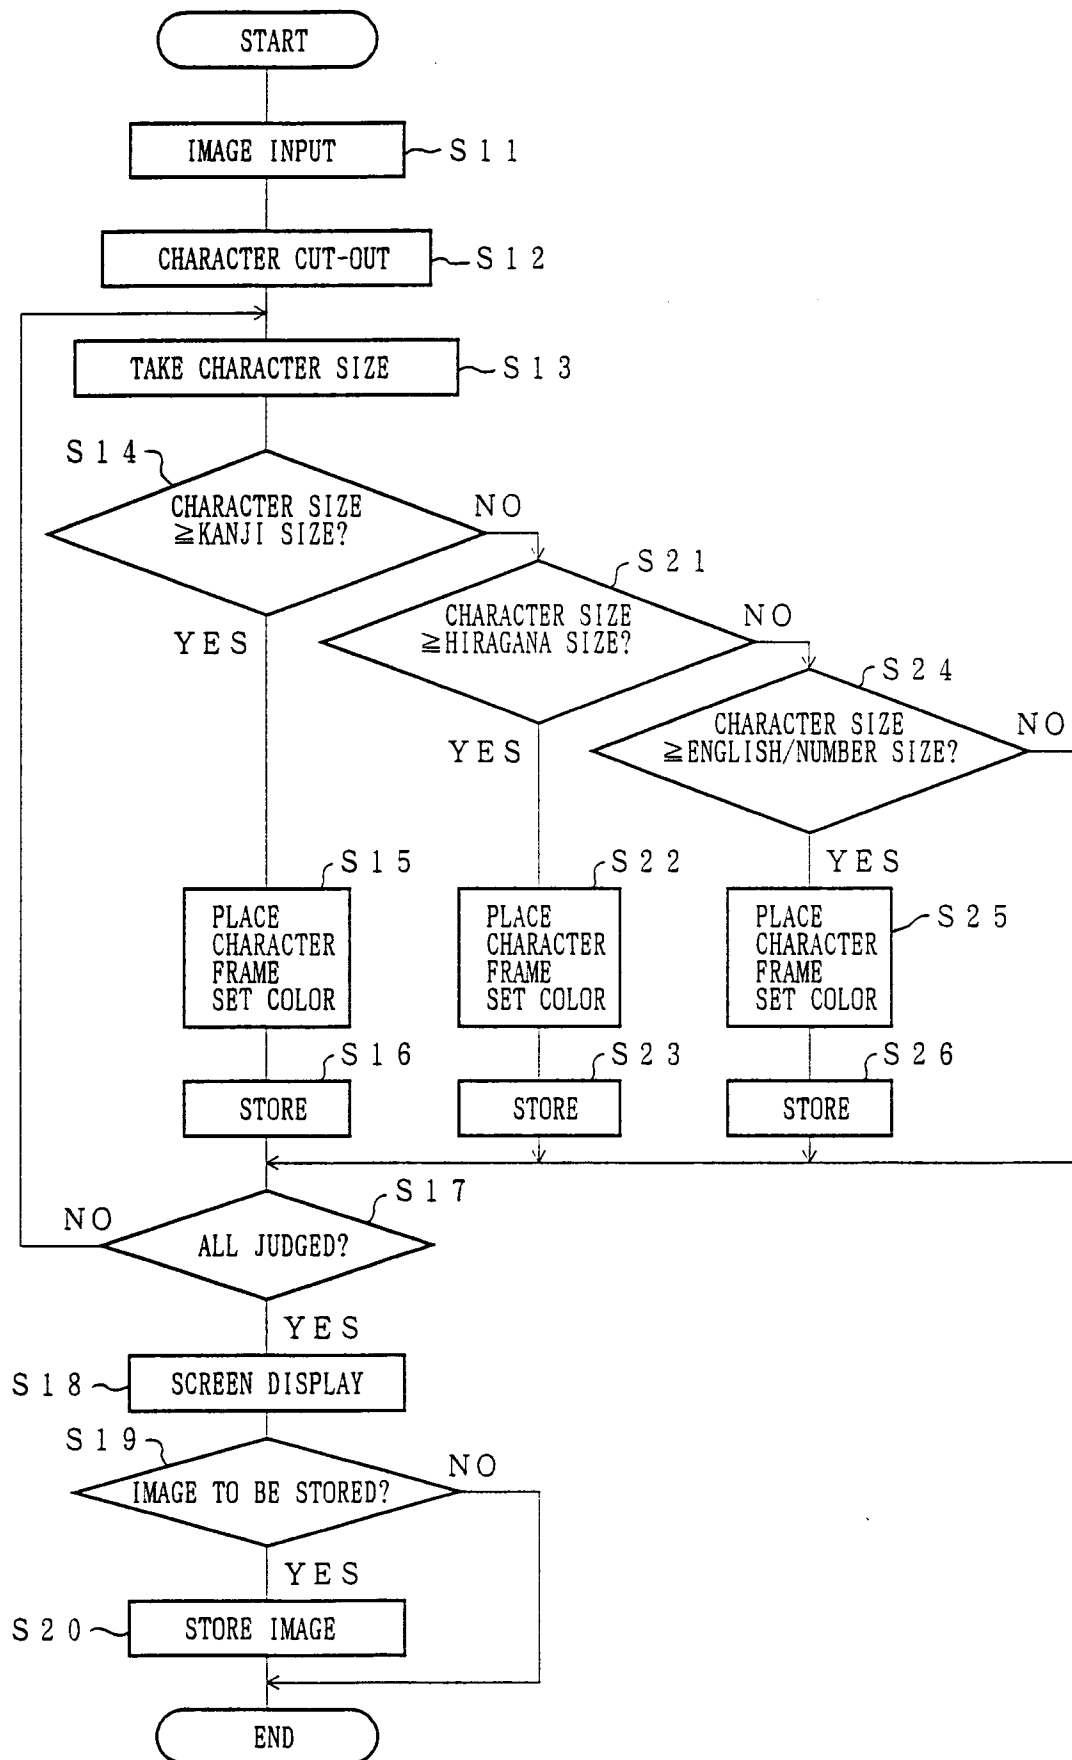 START
IMAGE INPUT
S11
CHARACTER CUT-OUT
S12
TAKE CHARACTER SIZE
S13
S14
CHARACTER SIZE
≧KANJI SIZE?
NO
YES
S21
CHARACTER SIZE
≧HIRAGANA SIZE?
NO
YES
S24
CHARACTER SIZE
≧ENGLISH/NUMBER SIZE?
NO
YES
S15
PLACE
CHARACTER
FRAME
SET COLOR
S22
PLACE
CHARACTER
FRAME
SET COLOR
S25
PLACE
CHARACTER
FRAME
SET COLOR
S16
STORE
S23
STORE
S26
STORE
S17
ALL JUDGED?
NO
YES
S18
SCREEN DISPLAY
S19
IMAGE TO BE STORED?
NO
YES
S20
STORE IMAGE
END